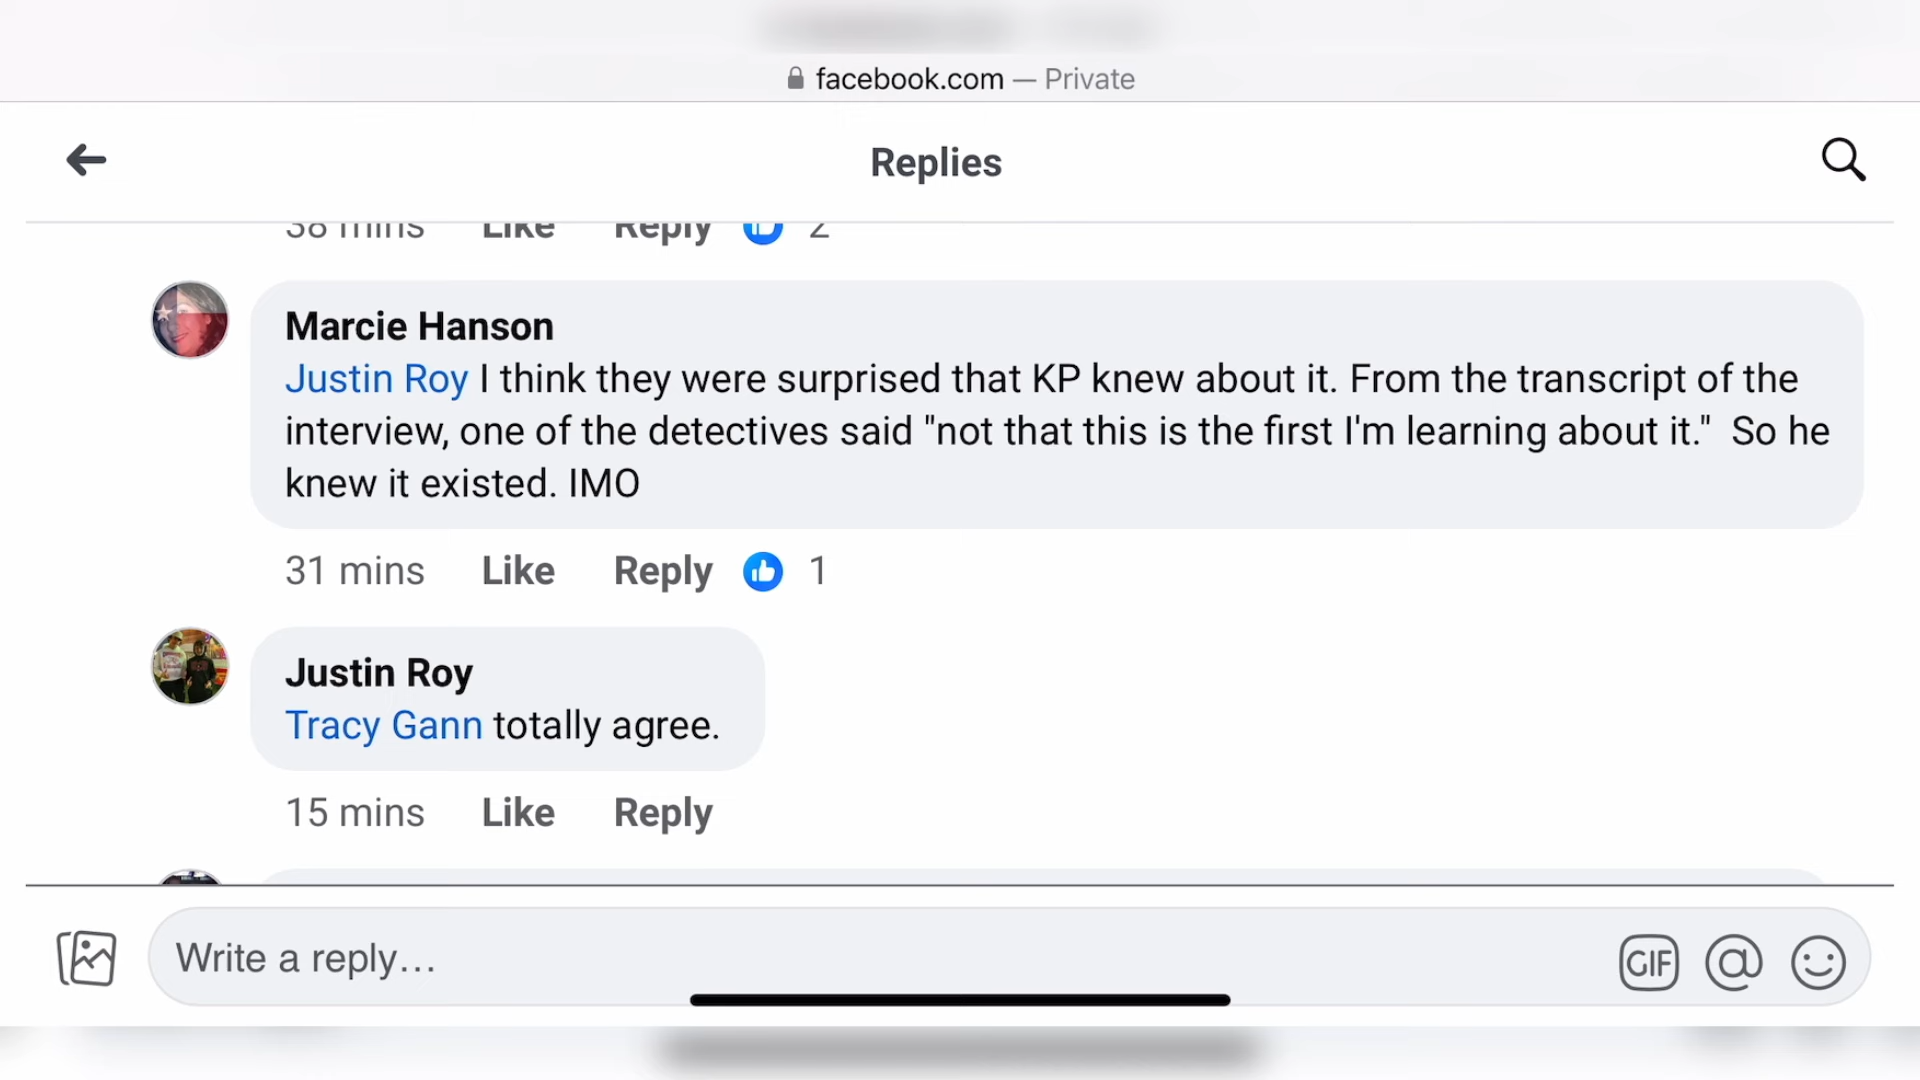 facebook.com — Private
Replies
38 mins Like Reply 2
Marcie Hanson
Justin Roy I think they were surprised that KP knew about it. From the transcript of the
interview, one of the detectives said "not that this is the first I'm learning about it."  So he
knew it existed. IMO
31 mins Like Reply 1
Justin Roy
Tracy Gann totally agree.
15 mins Like Reply
Write a reply...
GIF @